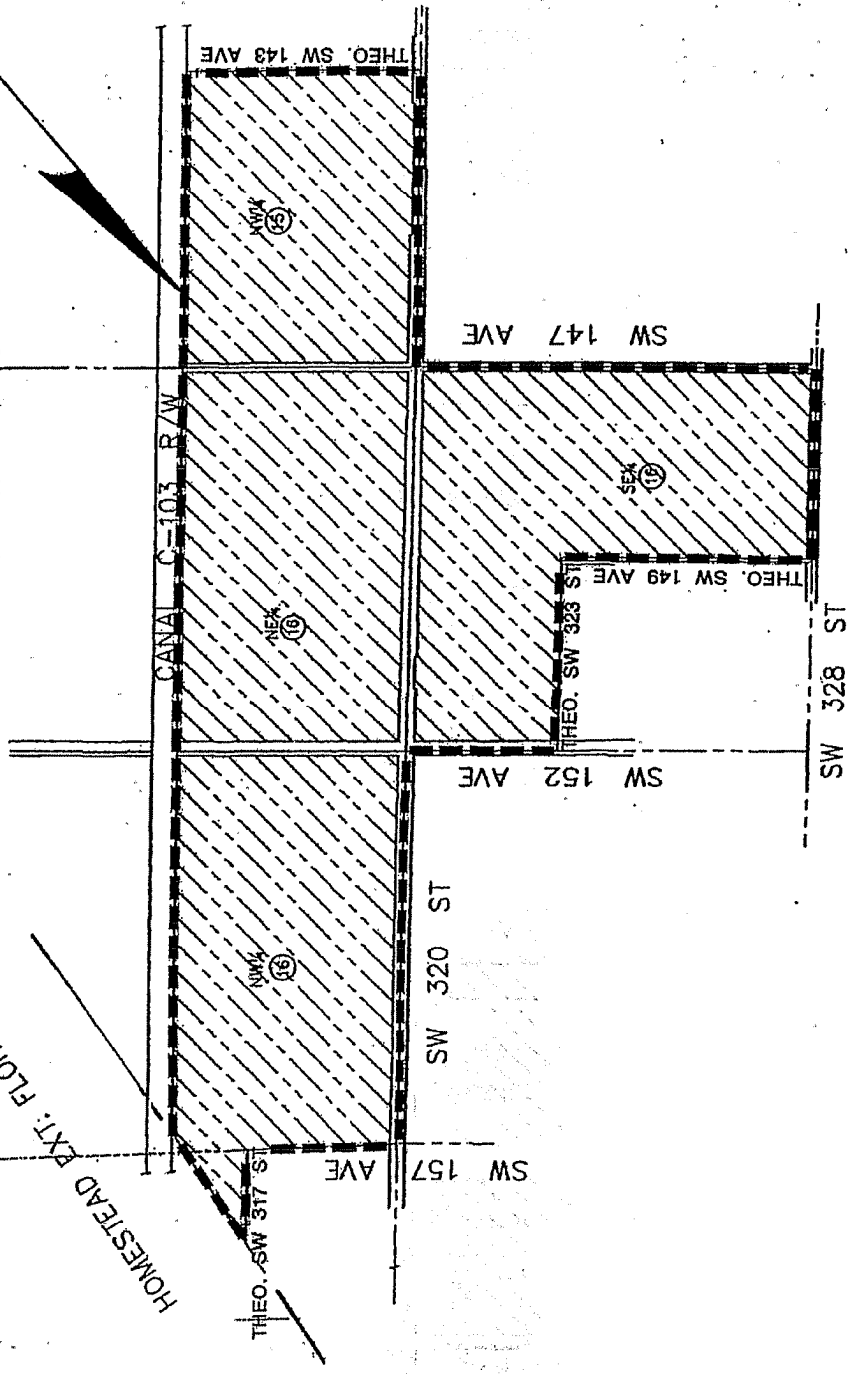 HOMESTEAD EXT: FLOR
CANAL C-103 R/W
THEO. SW 143 AVE
NW¼
15
NE¼
16
NW¼
16
SE¼
16
SW 147 AVE
THEO. SW 149 AVE
THEO. SW 323 ST
SW 152 AVE
SW 328 ST
SW 320 ST
SW 157 AVE
THEO. SW 317 ST